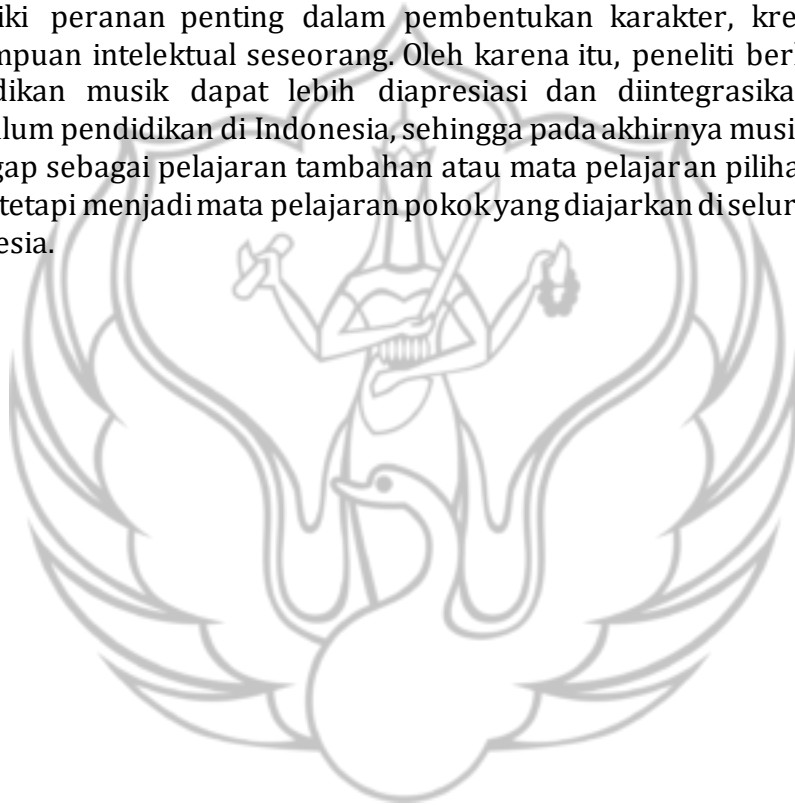 iki peranan penting dalam pembentukan karakter, kre
mpuan intelektual seseorang. Oleh karena itu, peneliti ber
dikan musik dapat lebih diapresiasi dan diintegrasika
ulum pendidikan di Indonesia, sehingga pada akhirnya musi
gap sebagai pelajaran tambahan atau mata pelajaran piliha
tetapi menjadi mata pelajaran pokok yang diajarkan di selur
esia.